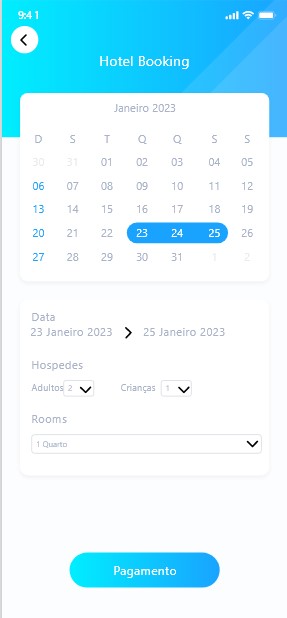 9:41
Hotel Booking
Janeiro 2023
D S T Q Q S S
30 31 01 02 03 04 05
06 07 08 09 10 11 12
13 14 15 16 17 18 19
20 21 22 23 24 25 26
27 28 29 30 31 1 2
Data
23 Janeiro 2023 25 Janeiro 2023
Hospedes
Adultos 2 Crianças 1
Rooms
1 Quarto
Pagamento